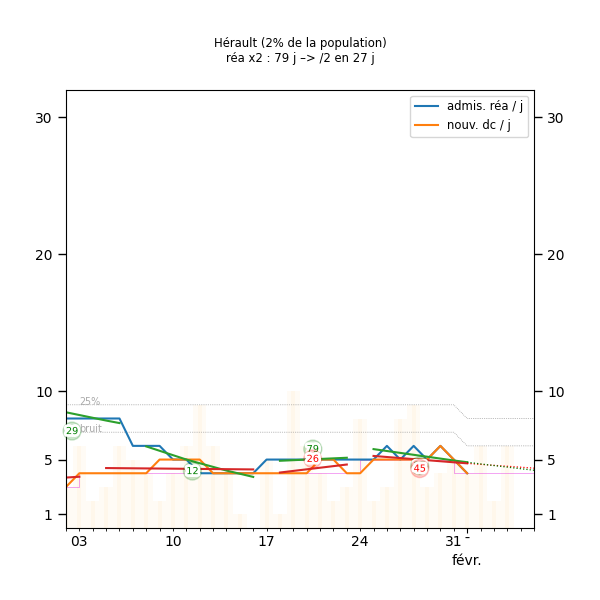 Hérault (2% de la population)
réa x2 : 79 j –> /2 en 27 j
admis. réa / j
nouv. dc / j
30 30
20 20
10 10
25%
bruit
29
79
26
12
45
5 5
1 1
03 10 17 24 31 -
févr.